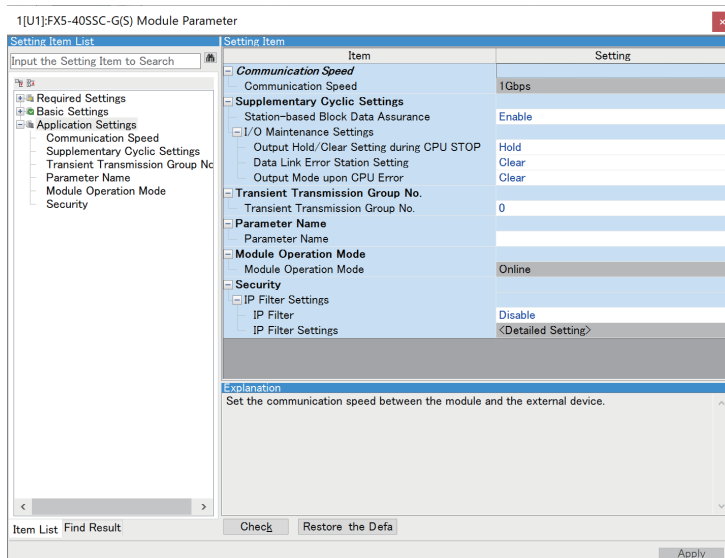 1[U1]:FX5-40SSC-G(S) Module Parameter
Setting Item List
Input the Setting Item to Search
Required Settings
Basic Settings
Application Settings
Communication Speed
Supplementary Cyclic Settings
Transient Transmission Group Nc
Parameter Name
Module Operation Mode
Security
Item List
Find Result
Setting Item
Item Setting
Communication Speed
Communication Speed 1Gbps
Supplementary Cyclic Settings
Station-based Block Data Assurance Enable
I/O Maintenance Settings
Output Hold/Clear Setting during CPU STOP Hold
Data Link Error Station Setting Clear
Output Mode upon CPU Error Clear
Transient Transmission Group No.
Transient Transmission Group No. 0
Parameter Name
Parameter Name
Module Operation Mode
Module Operation Mode Online
Security
IP Filter Settings
IP Filter Disable
IP Filter Settings <Detailed Setting>
Explanation
Set the communication speed between the module and the external device.
Check Restore the Defa
Apply